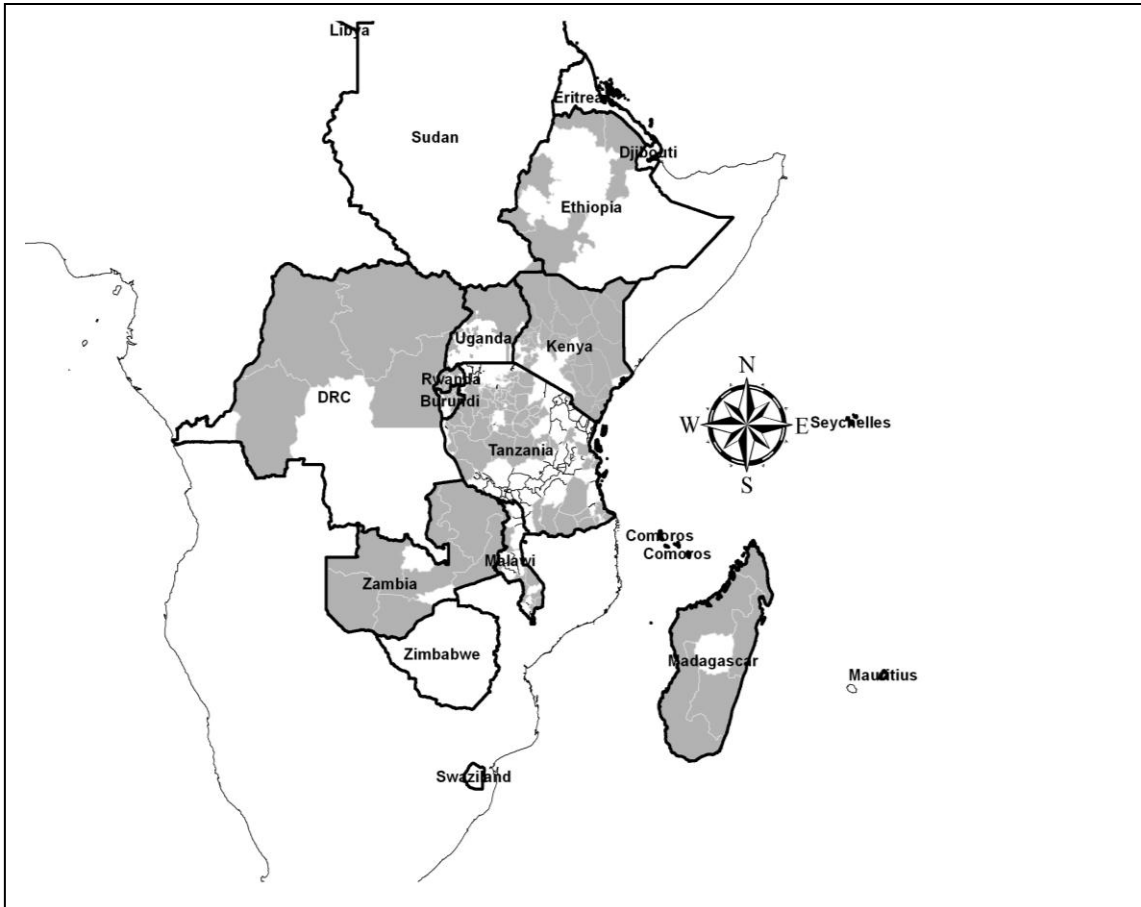 Libya
Eritrea
Sudan
Djibouti
Ethiopia
Uganda
Kenya
Rwanda
DRC
Burundi
N
W
E
S
Seychelles
Tanzania
Comoros
Comoros
Malawi
Zambia
Zimbabwe
Madagascar
Mauritius
Swaziland